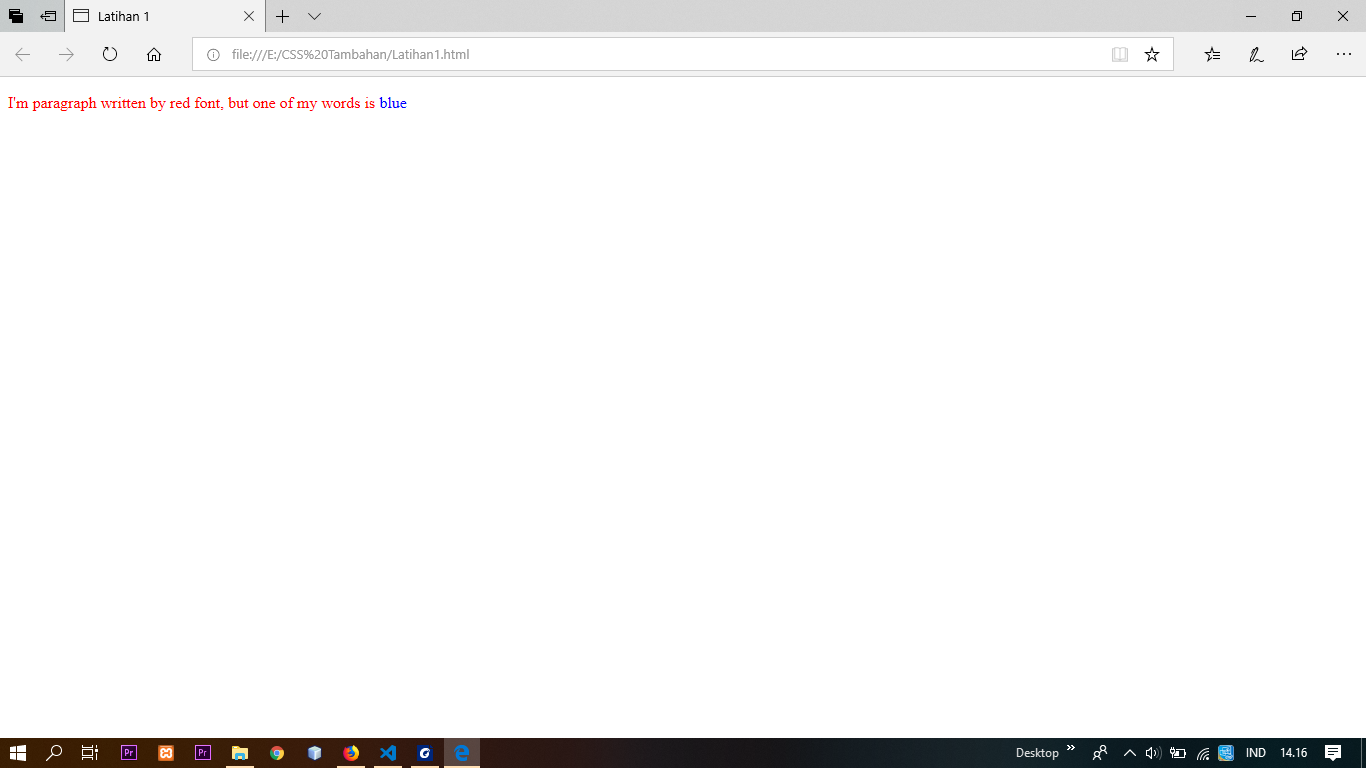 Latihan 1
file:///E:/CSS%20Tambahan/Latihan1.html
I'm paragraph written by red font, but one of my words is blue
Pr
Pr
Desktop
IND
14.16